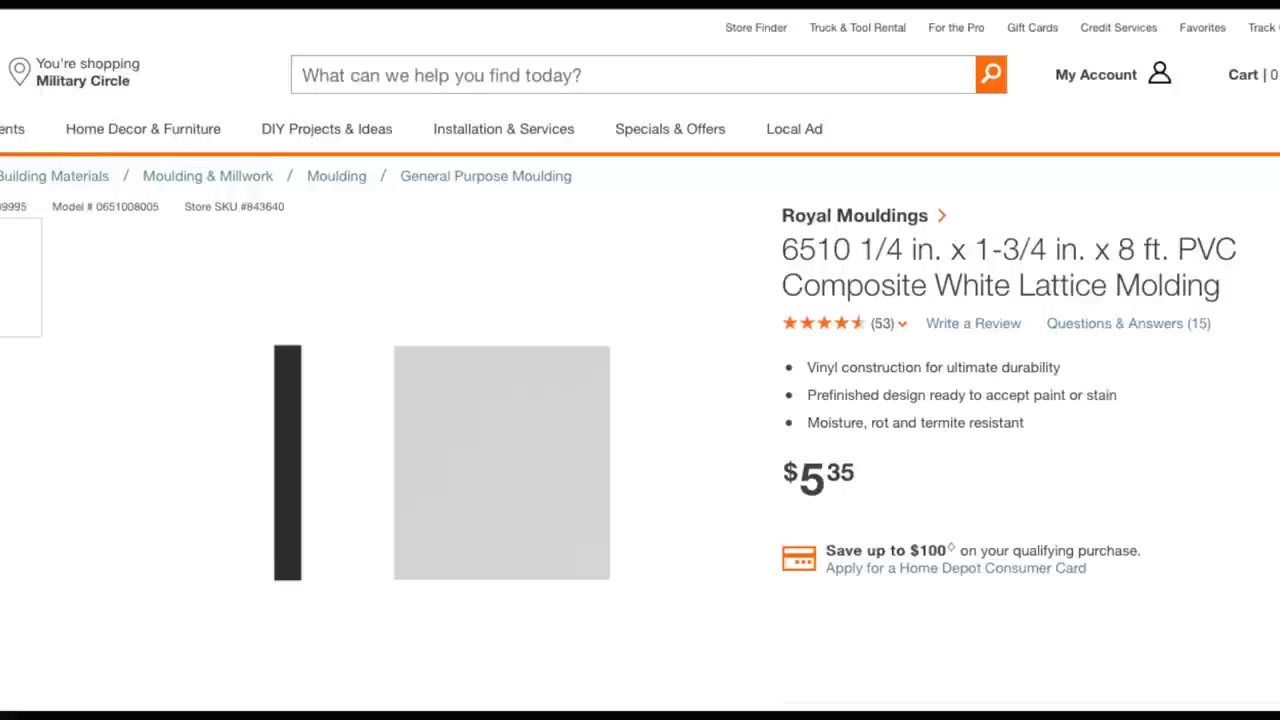 Store Finder Truck & Tool Rental For the Pro Gift Cards Credit Services Favorites Track
You're shopping
Military Circle
What can we help you find today?
My Account
Cart | 0
ents Home Decor & Furniture DIY Projects & Ideas Installation & Services Specials & Offers Local Ad
Building Materials / Moulding & Millwork / Moulding / General Purpose Moulding
9995 Model # 0651008005 Store SKU #843640
Royal Mouldings
6510 1/4 in. x 1-3/4 in. x 8 ft. PVC
Composite White Lattice Molding
(53) Write a Review Questions & Answers (15)
• Vinyl construction for ultimate durability
• Prefinished design ready to accept paint or stain
• Moisture, rot and termite resistant
$5 35
Save up to $100◊ on your qualifying purchase.
Apply for a Home Depot Consumer Card